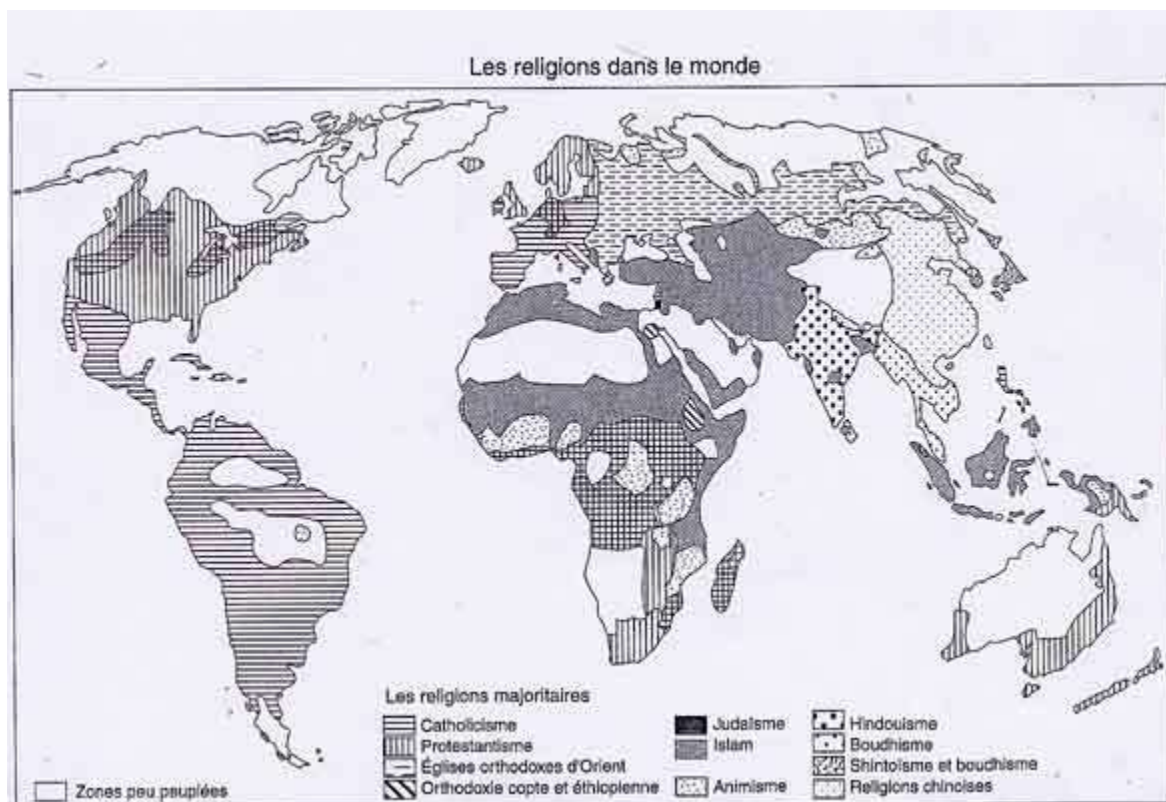 Les religions dans le monde
Les religions majoritaires
Catholicisme
Protestantisme
Églises orthodoxes d'Orient
Orthodoxie copte et éthiopienne
Judaïsme
Islam
Animisme
Hindouisme
Boudhisme
Shintoïsme et boudhisme
Religions chinoises
Zones peu peuplées